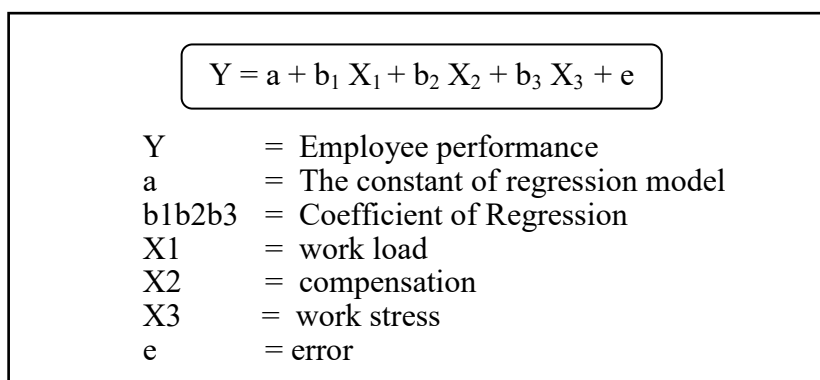 Y = a + b₁ X₁ + b₂ X₂ + b₃ X₃ + e
Y = Employee performance
a = The constant of regression model
b1b2b3 = Coefficient of Regression
X1 = work load
X2 = compensation
X3 = work stress
e = error